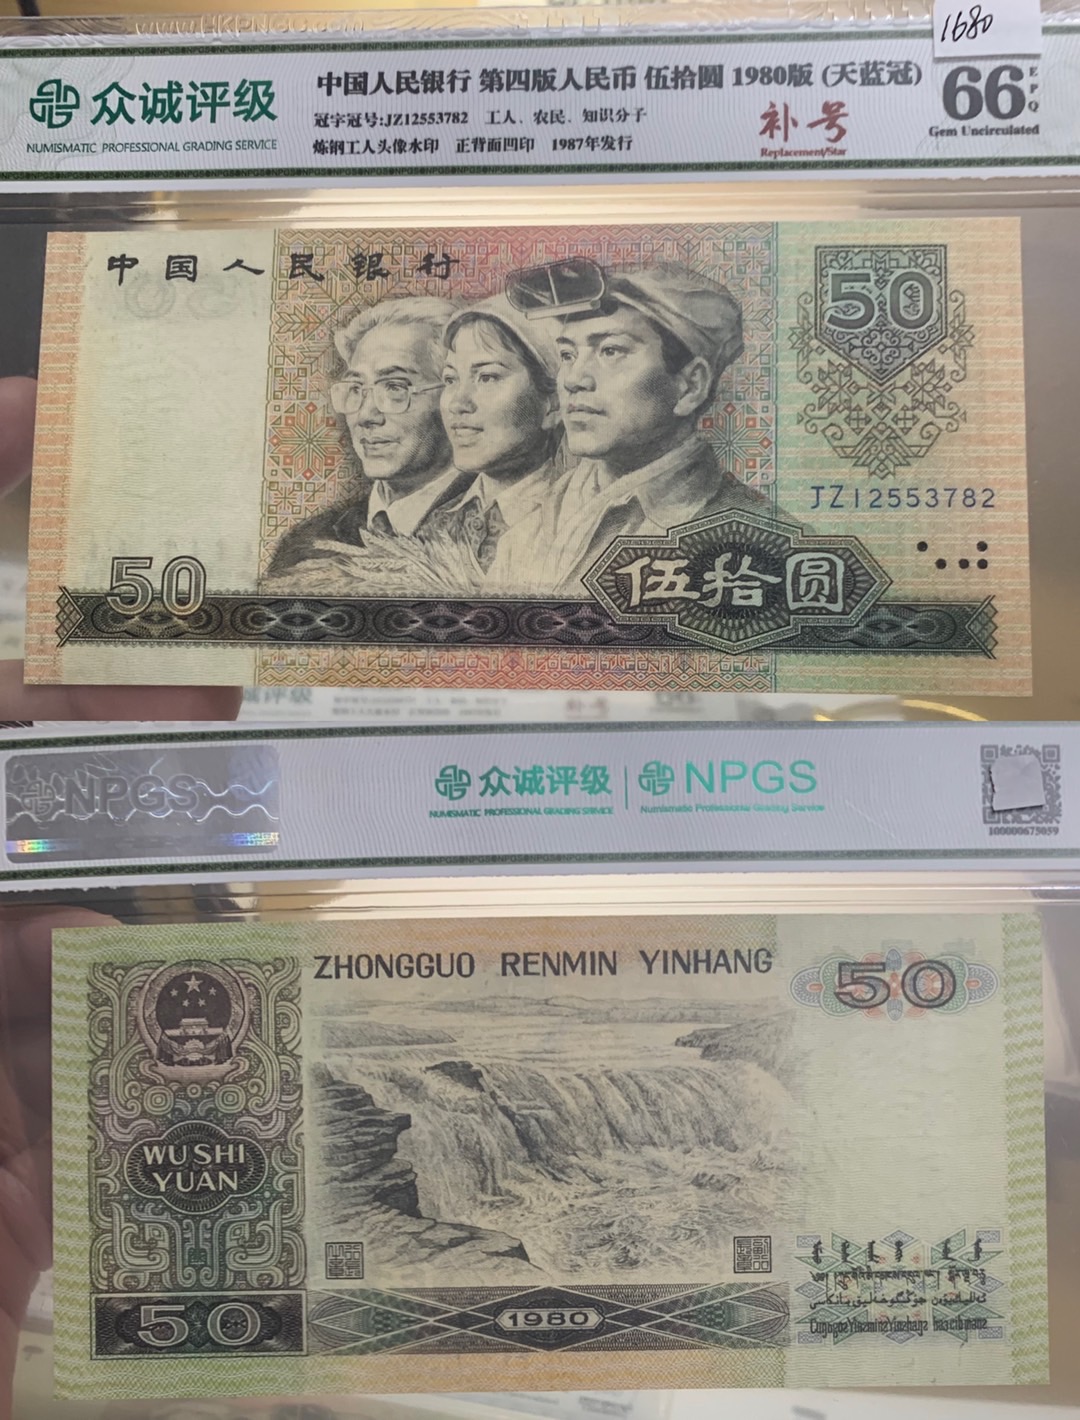 www.HKPNGG.com
1680
众诚评级
NUMISMATIC PROFESSIONAL GRADING SERVICE
中国人民银行 第四版人民币 伍拾圆 1980版 (天蓝冠)
冠字冠号:JZ12553782 工人、农民、知识分子
炼钢工人头像水印 正背面凹印 1987年发行
补号
Replacement/Star
66
EPQ
Gem Uncirculated
中国人民银行
50
JZ12553782
50
伍拾圆
NPGS
众诚评级
NUMISMATIC PROFESSIONAL GRADING SERVICE
NPGS
Numismatic Professional Grading Service
100000675059
ZHONGGUO RENMIN YINHANG
50
WU SHI
YUAN
50
1980